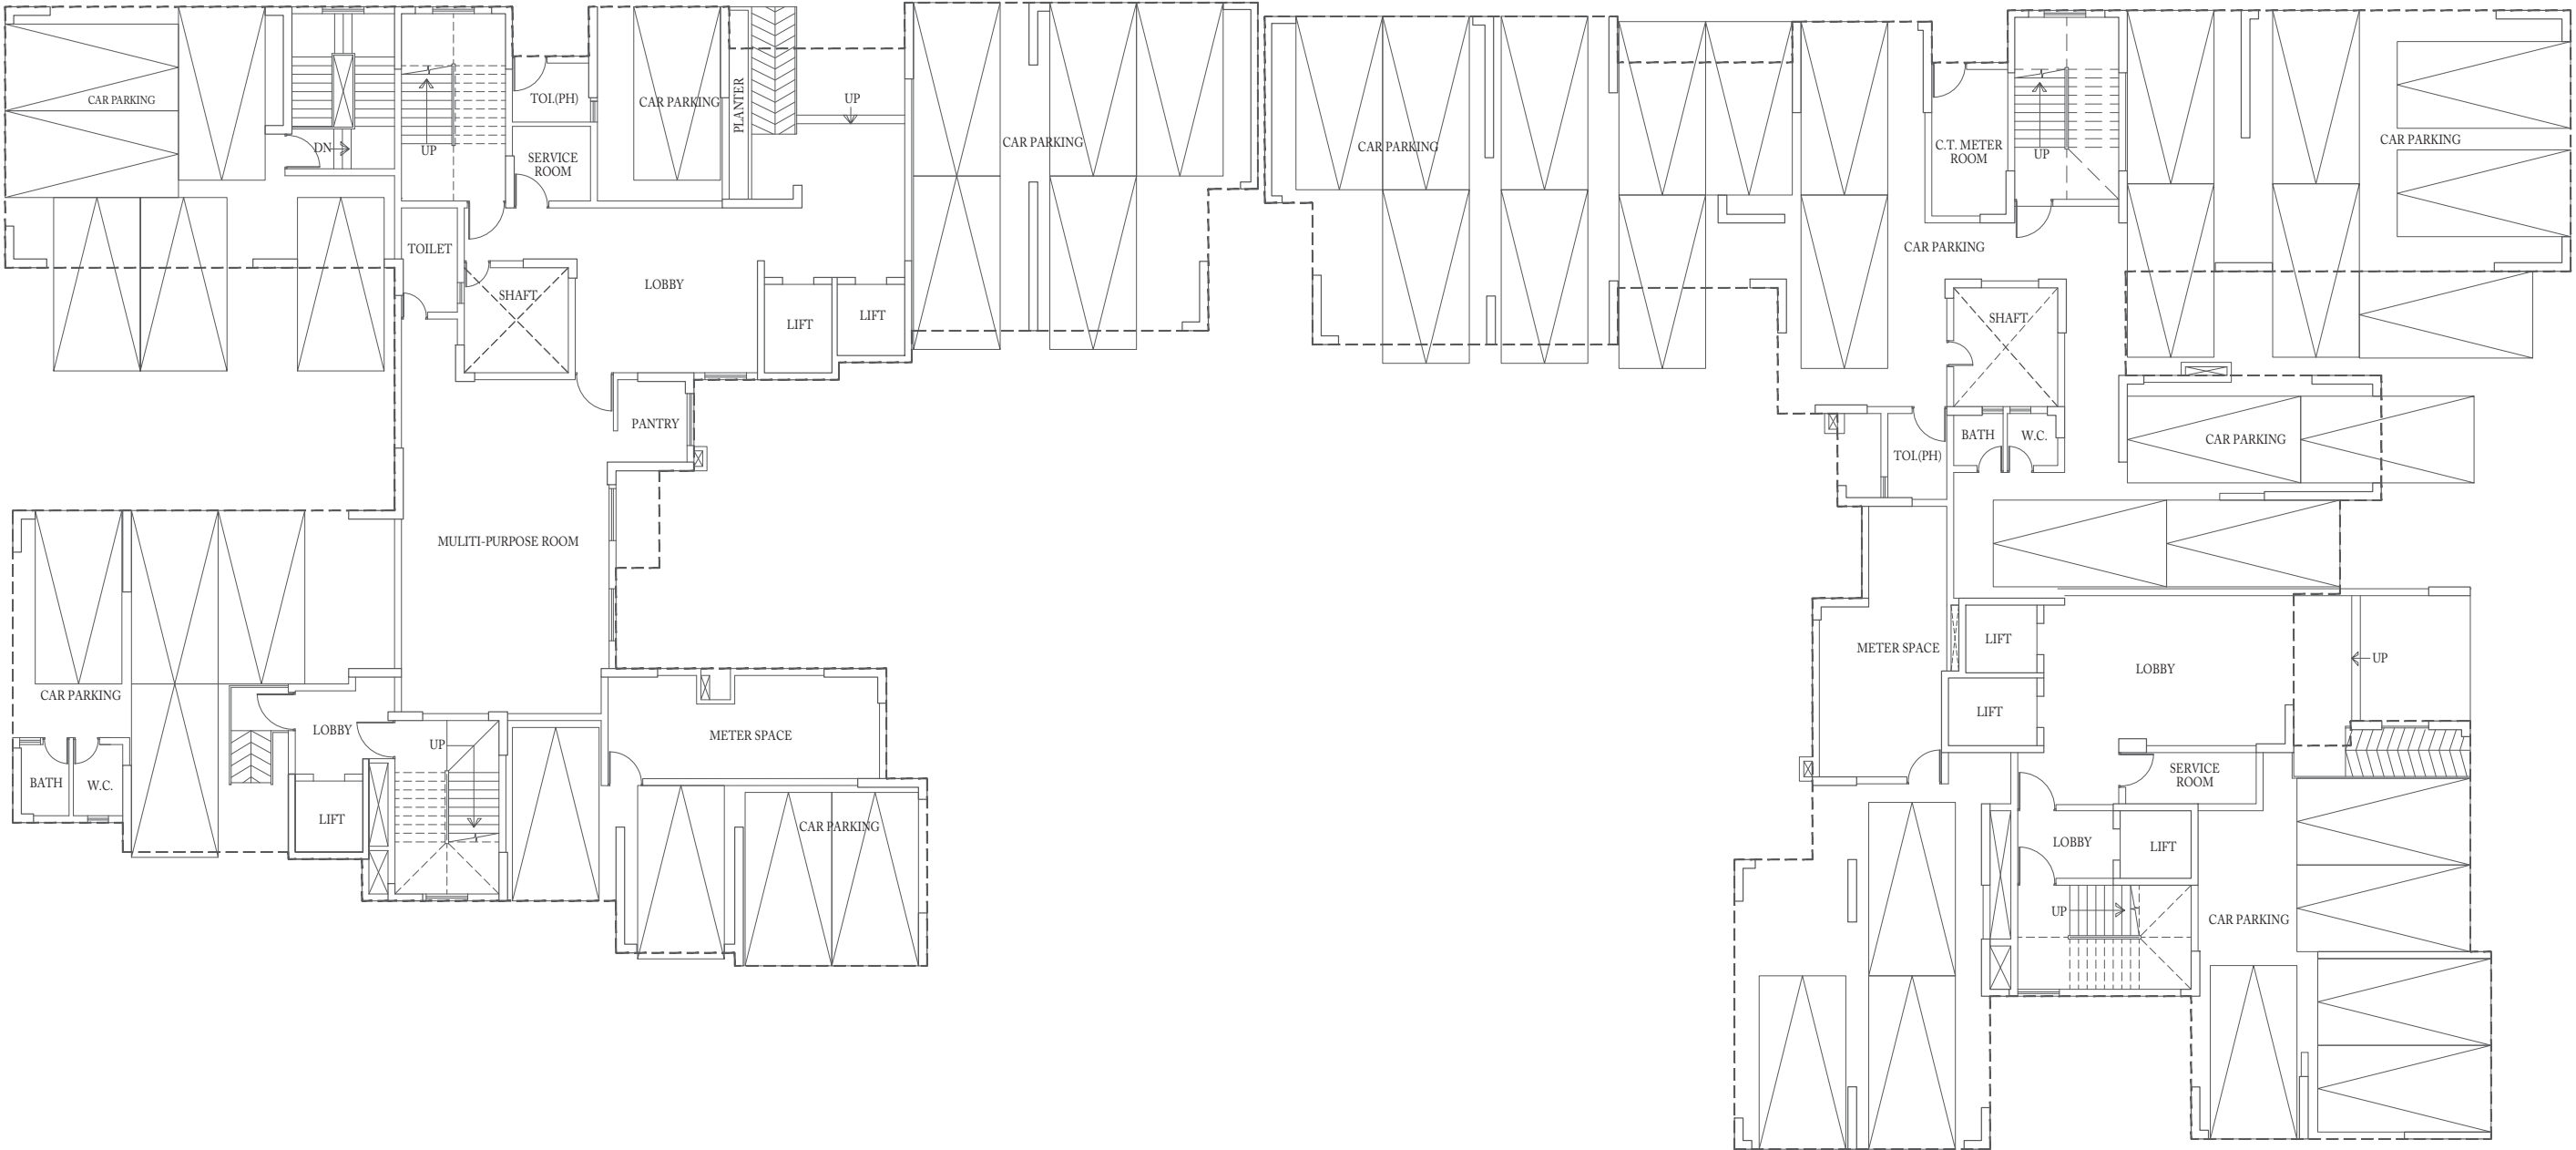 CAR PARKING
DN
UP
TOI.(PH)
SERVICE
ROOM
CAR PARKING
PLANTER
UP
CAR PARKING
TOILET
SHAFT
LOBBY
LIFT
LIFT
PANTRY
MULITI-PURPOSE ROOM
CAR PARKING
LOBBY
UP
METER SPACE
BATH
W.C.
LIFT
CAR PARKING
CAR PARKING
C.T. METER
ROOM
UP
CAR PARKING
CAR PARKING
SHAFT
TOI.(PH)
BATH
W.C.
CAR PARKING
METER SPACE
LIFT
LIFT
LOBBY
UP
SERVICE
ROOM
LOBBY
LIFT
UP
CAR PARKING